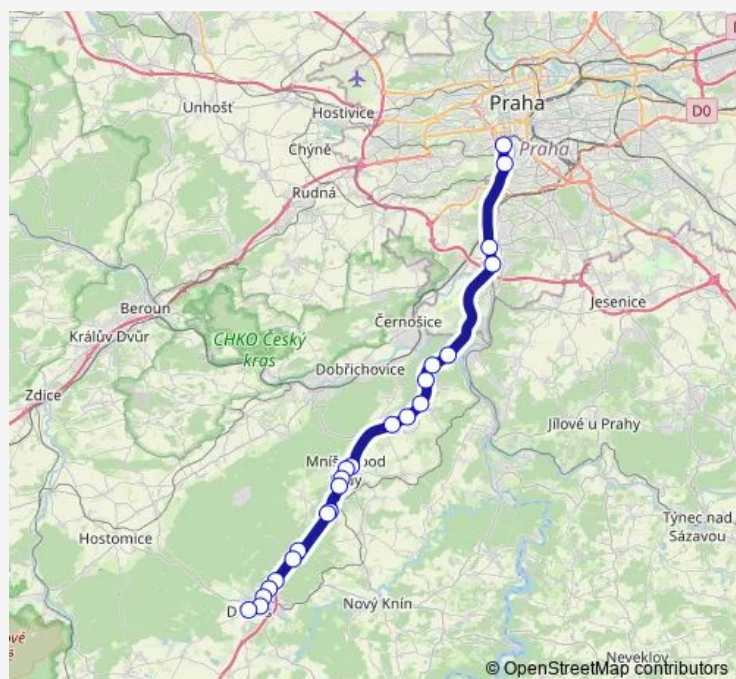 Praha
Unhošť
Hostivice
D0
Chýně
Praha
Rudná
Beroun
Jesenice
Králův Dvůr
Černošice
CHKO Český
kras
Dobřichovice
Zdice
Jílové u Prahy
Týnec nad
Sázavou
Hostomice
Nový Knín
Neveklov
© OpenStreetMap contributors